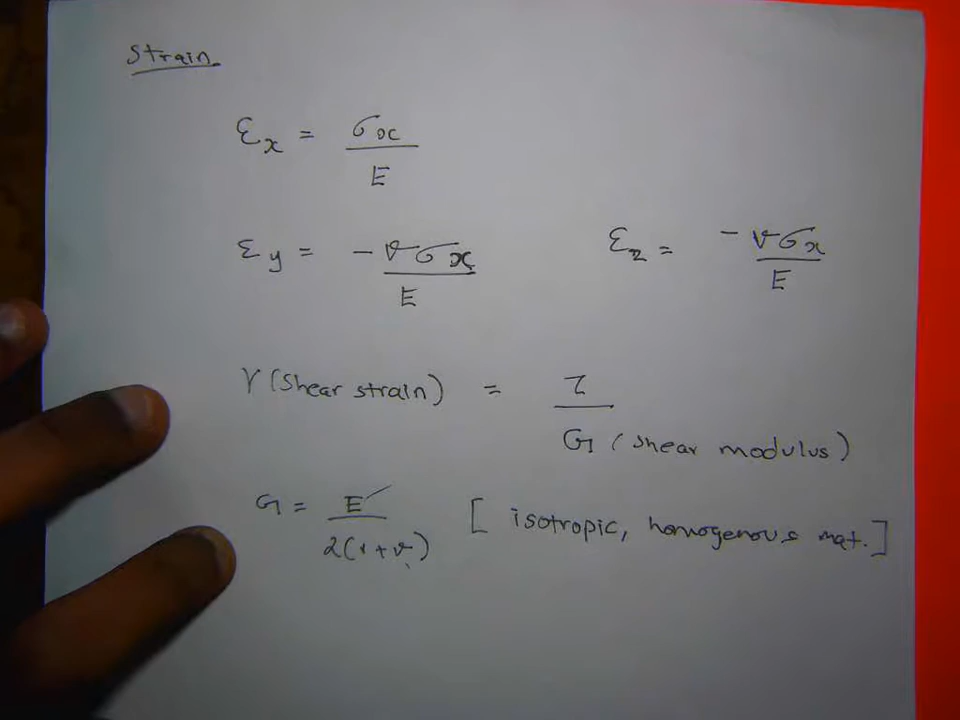 Strain
εx = σx / E
εy = -νσx / E    εz = -νσx / E
γ (Shear strain) = τ / G (shear modulus)
G = E / 2(1+ν) [isotropic, homogenous mat.]